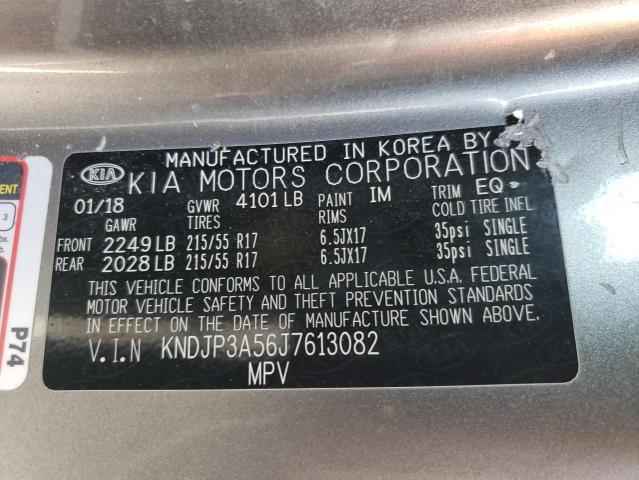 MANUFACTURED IN KOREA BY
KIA KIA MOTORS CORPORATION
01/18 GVWR 4101 LB PAINT IM TRIM EQ
GAWR TIRES RIMS COLD TIRE INFL
FRONT 2249 LB 215/55 R17 6.5JX17 35psi SINGLE
REAR 2028 LB 215/55 R17 6.5JX17 35psi SINGLE
THIS VEHICLE CONFORMS TO ALL APPLICABLE U.S.A. FEDERAL
MOTOR VEHICLE SAFETY AND THEFT PREVENTION STANDARDS
IN EFFECT ON THE DATE OF MANUFACTURE SHOWN ABOVE.
V.I.N KNDJP3A56J7613082
MPV
3
P74